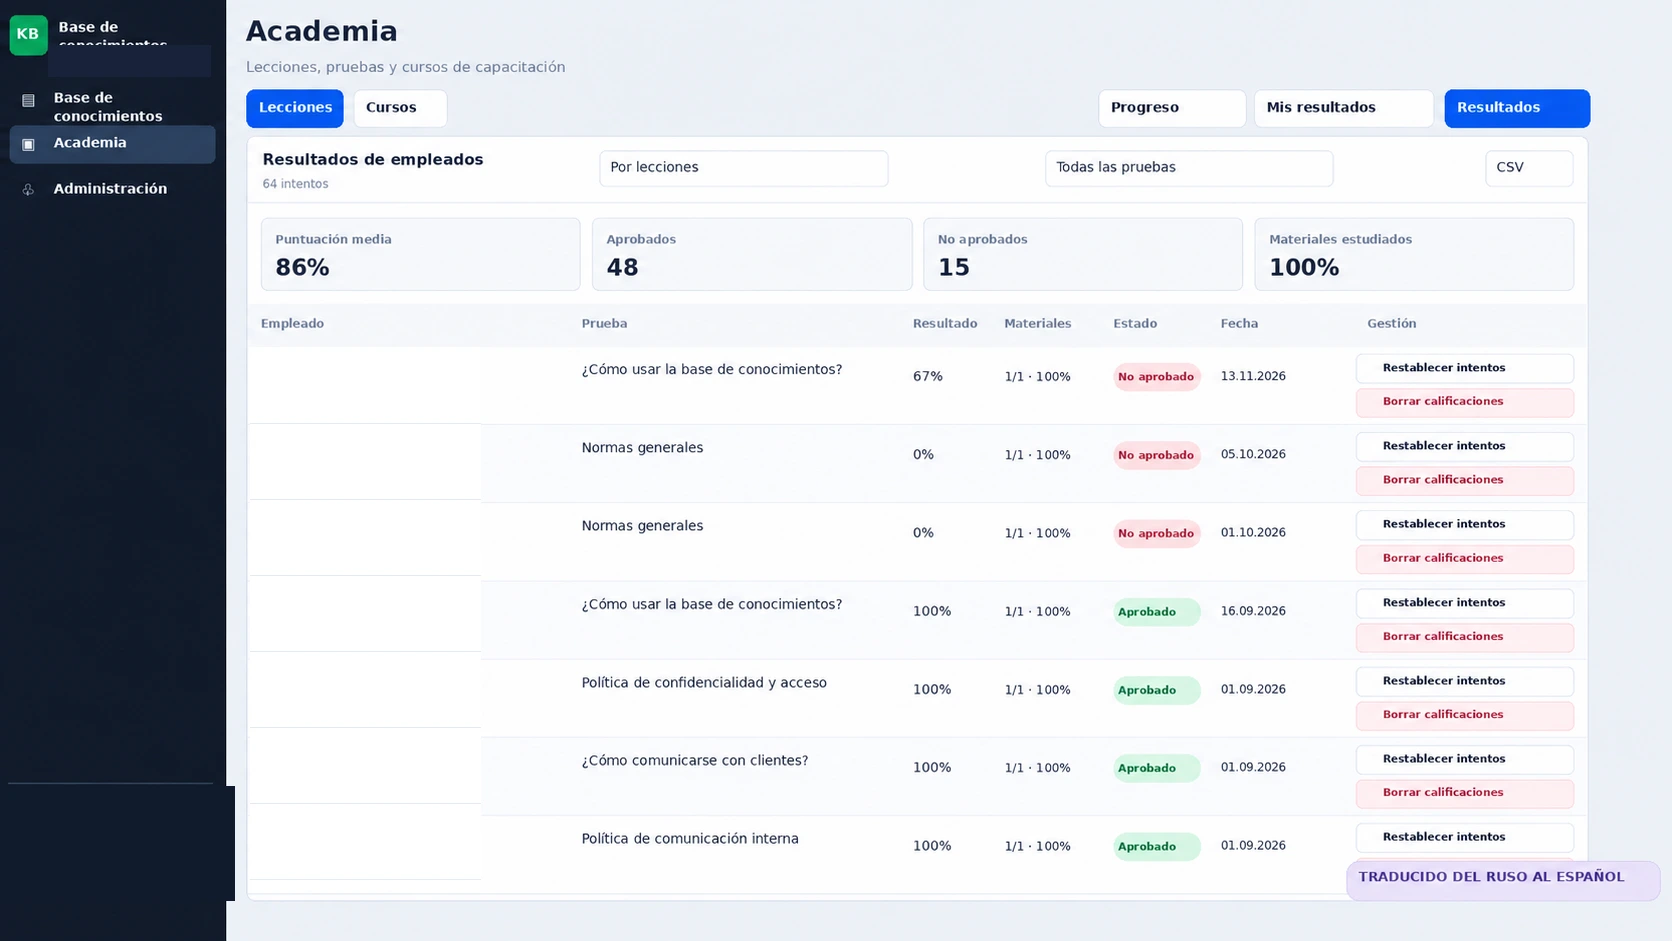 KB
Base de
conocimientos
Base de
conocimientos
Academia
Administración
Academia
Lecciones, pruebas y cursos de capacitación
Lecciones
Cursos
Progreso
Mis resultados
Resultados
Resultados de empleados
64 intentos
Por lecciones
Todas las pruebas
CSV
Puntuación media
86%
Aprobados
48
No aprobados
15
Materiales estudiados
100%
Empleado Prueba Resultado Materiales Estado Fecha Gestión
¿Cómo usar la base de conocimientos? 67% 1/1 · 100% No aprobado 13.11.2026 Restablecer intentos
Borrar calificaciones
Normas generales 0% 1/1 · 100% No aprobado 05.10.2026 Restablecer intentos
Borrar calificaciones
Normas generales 0% 1/1 · 100% No aprobado 01.10.2026 Restablecer intentos
Borrar calificaciones
¿Cómo usar la base de conocimientos? 100% 1/1 · 100% Aprobado 16.09.2026 Restablecer intentos
Borrar calificaciones
Política de confidencialidad y acceso 100% 1/1 · 100% Aprobado 01.09.2026 Restablecer intentos
Borrar calificaciones
¿Cómo comunicarse con clientes? 100% 1/1 · 100% Aprobado 01.09.2026 Restablecer intentos
Borrar calificaciones
Política de comunicación interna 100% 1/1 · 100% Aprobado 01.09.2026 Restablecer intentos
TRADUCIDO DEL RUSO AL ESPAÑOL